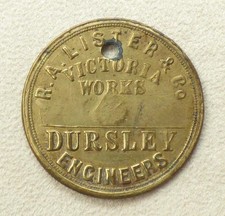 R. A. LISTER & Co
VICTORIA
WORKS
DURSLEY
ENGINEERS